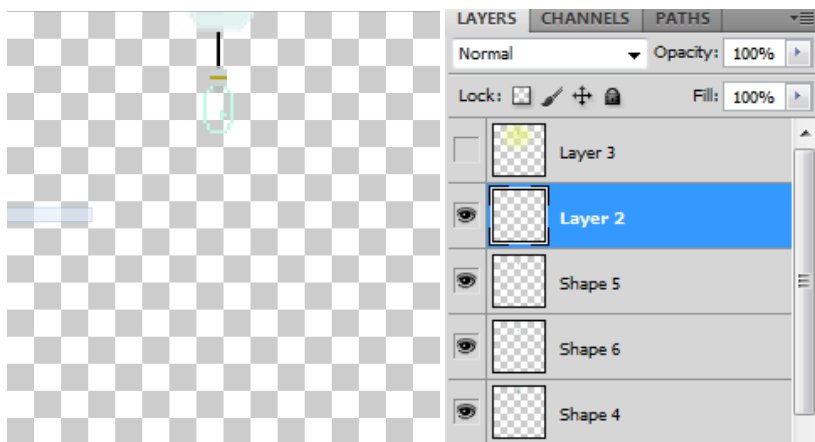 LAYERS CHANNELS PATHS
Normal Opacity: 100%
Lock: Fill: 100%
Layer 3
Layer 2
Shape 5
Shape 6
Shape 4